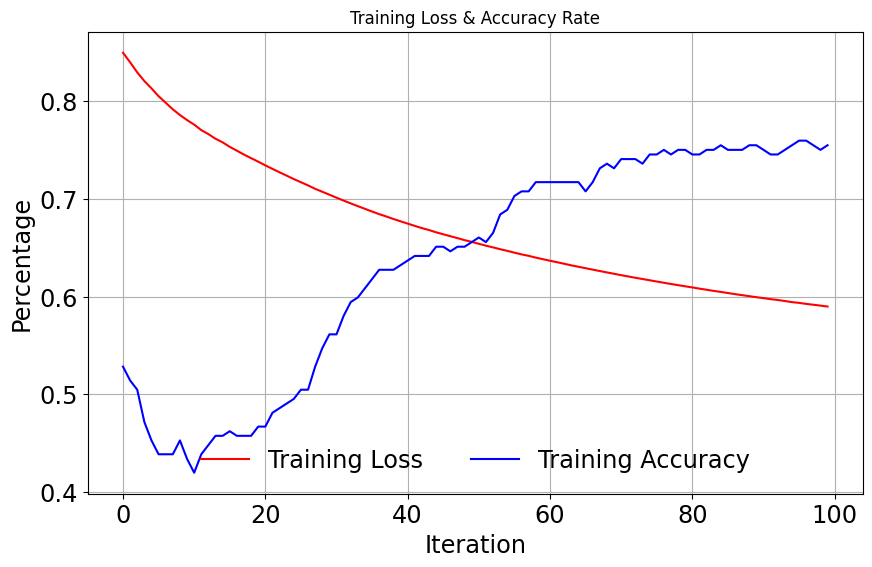 Training Loss & Accuracy Rate
Percentage
0.8
0.7
0.6
0.5
0.4
Training Loss Training Accuracy
0 20 40 60 80 100
Iteration